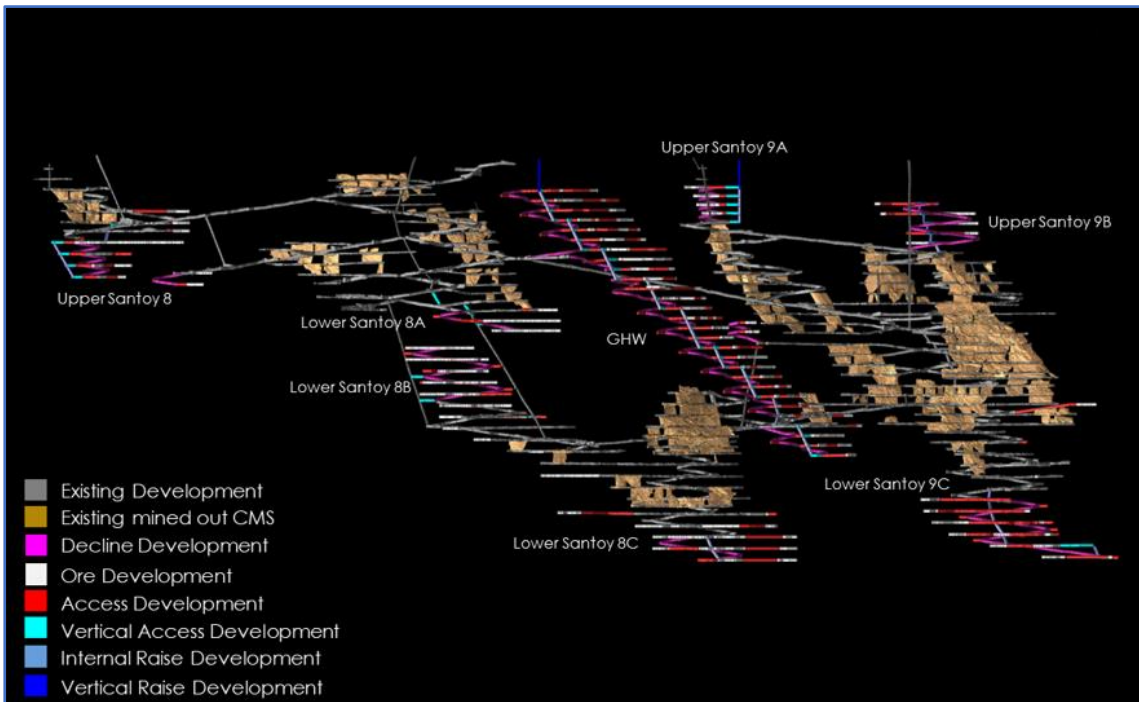 Upper Santoy 9A
Upper Santoy 9B
Upper Santoy 8
Lower Santoy 8A
GHW
Lower Santoy 8B
Lower Santoy 9C
Lower Santoy 8C
Existing Development
Existing mined out CMS
Decline Development
Ore Development
Access Development
Vertical Access Development
Internal Raise Development
Vertical Raise Development